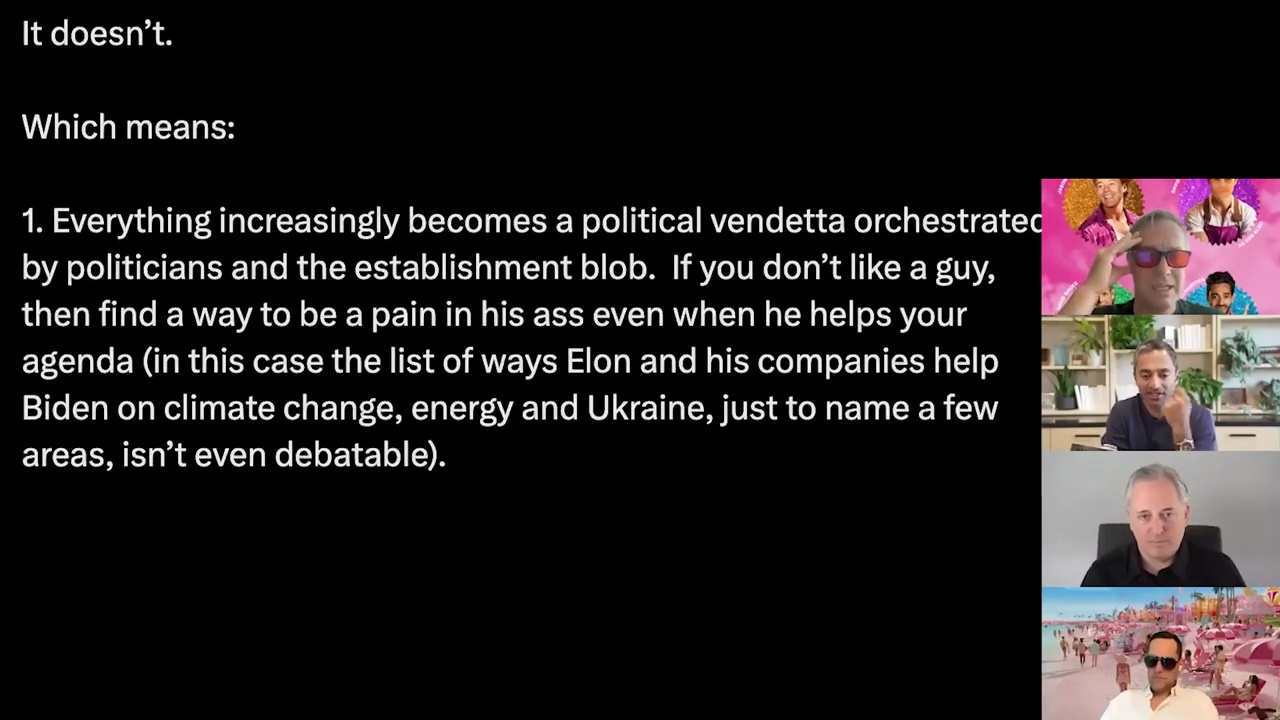 It doesn’t.
Which means:
1. Everything increasingly becomes a political vendetta orchestrated
by politicians and the establishment blob.  If you don’t like a guy,
then find a way to be a pain in his ass even when he helps your
agenda (in this case the list of ways Elon and his companies help
Biden on climate change, energy and Ukraine, just to name a few
areas, isn’t even debatable).